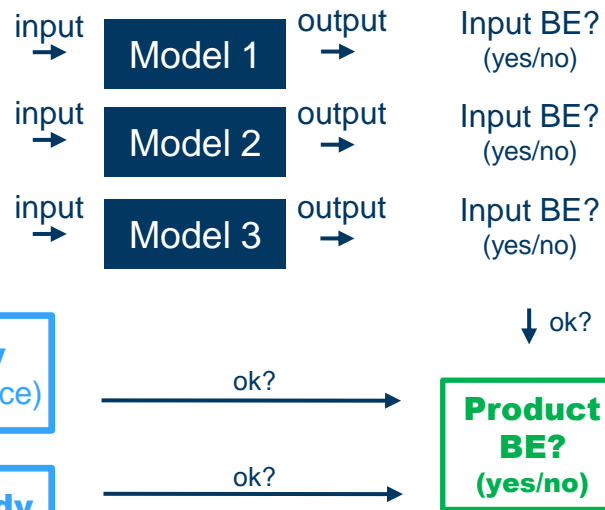 input Model 1 output Input BE?
(yes/no)
input Model 2 output Input BE?
(yes/no)
input Model 3 output Input BE?
(yes/no)
ok?
ce)
ok?
Product
BE?
(yes/no)
ok?
dy